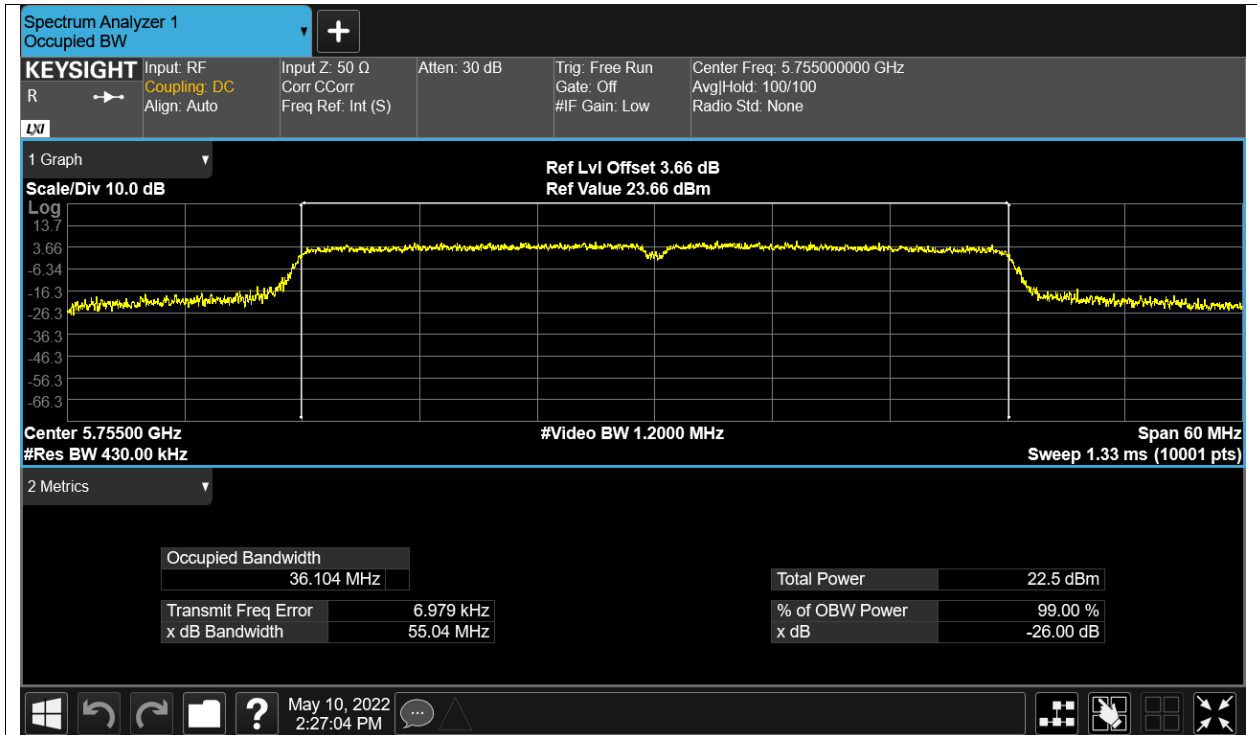 Spectrum Analyzer 1
Occupied BW
+
KEYSIGHT
R
LXI
Input: RF
Coupling: DC
Align: Auto
Input Z: 50 Ω
Corr CCorr
Freq Ref: Int (S)
Atten: 30 dB
Trig: Free Run
Gate: Off
#IF Gain: Low
Center Freq: 5.755000000 GHz
Avg|Hold: 100/100
Radio Std: None
1 Graph
Scale/Div 10.0 dB
Ref Lvl Offset 3.66 dB
Ref Value 23.66 dBm
Log
13.7
3.66
-6.34
-16.3
-26.3
-36.3
-46.3
-56.3
-66.3
Center 5.75500 GHz
#Res BW 430.00 kHz
#Video BW 1.2000 MHz
Span 60 MHz
Sweep 1.33 ms (10001 pts)
2 Metrics
Occupied Bandwidth
36.104 MHz
Transmit Freq Error 6.979 kHz
x dB Bandwidth 55.04 MHz
Total Power 22.5 dBm
% of OBW Power 99.00 %
x dB -26.00 dB
?
May 10, 2022
2:27:04 PM